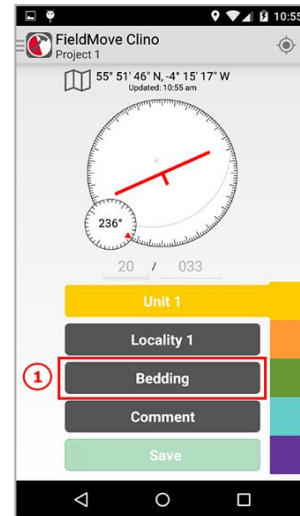 10:55
FieldMove Clino
Project 1
55° 51' 46" N, -4° 15' 17" W
Updated: 10:55 am
236°
20 / 033
Unit 1
Locality 1
1
Bedding
Comment
Save